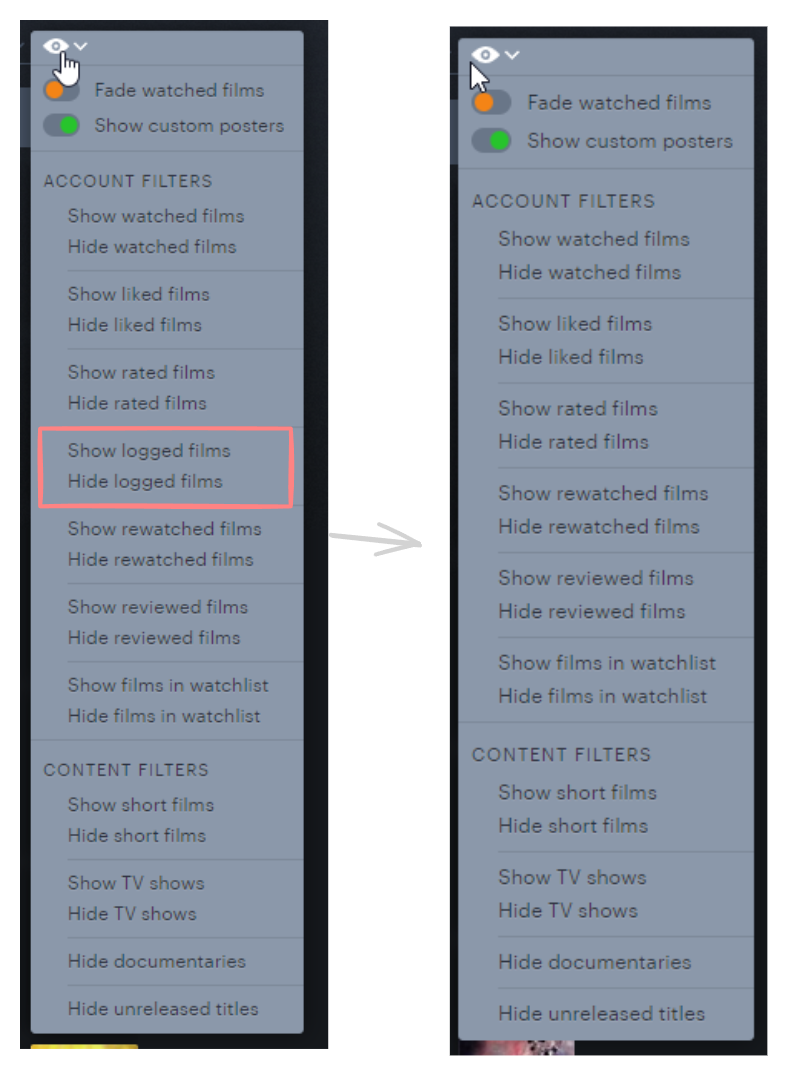 Fade watched films
Show custom posters
ACCOUNT FILTERS
Show watched films
Hide watched films
Show liked films
Hide liked films
Show rated films
Hide rated films
Show logged films
Hide logged films
Show rewatched films
Hide rewatched films
Show reviewed films
Hide reviewed films
Show films in watchlist
Hide films in watchlist
CONTENT FILTERS
Show short films
Hide short films
Show TV shows
Hide TV shows
Hide documentaries
Hide unreleased titles
Fade watched films
Show custom posters
ACCOUNT FILTERS
Show watched films
Hide watched films
Show liked films
Hide liked films
Show rated films
Hide rated films
Show rewatched films
Hide rewatched films
Show reviewed films
Hide reviewed films
Show films in watchlist
Hide films in watchlist
CONTENT FILTERS
Show short films
Hide short films
Show TV shows
Hide TV shows
Hide documentaries
Hide unreleased titles